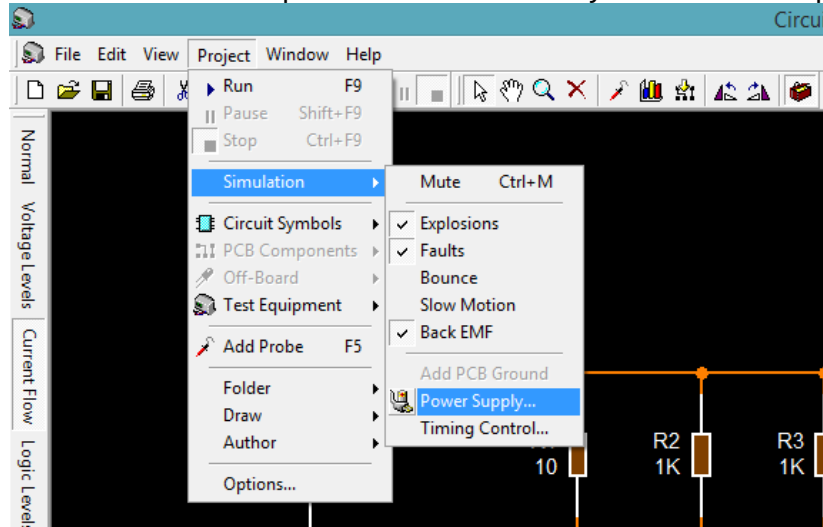 Circu
File Edit View Project Window Help
Run F9
Pause Shift+F9
Stop Ctrl+F9
Simulation
Circuit Symbols
PCB Components
Off-Board
Test Equipment
Add Probe F5
Folder
Draw
Author
Options...
Mute Ctrl+M
Explosions
Faults
Bounce
Slow Motion
Back EMF
Add PCB Ground
Power Supply...
Timing Control...
Normal
Voltage Levels
Current Flow
Logic Levels
10
R2
1K
R3
1K